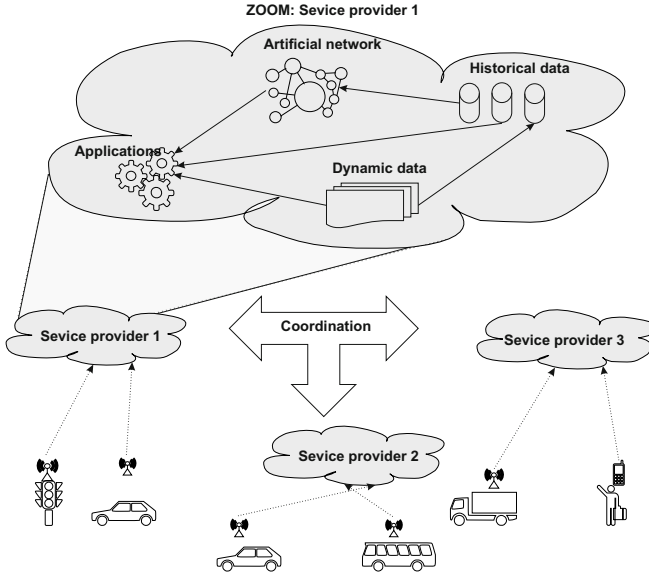 ZOOM: Sevice provider 1
Artificial network
Historical data
Applications
Dynamic data
Sevice provider 1
Coordination
Sevice provider 3
Sevice provider 2